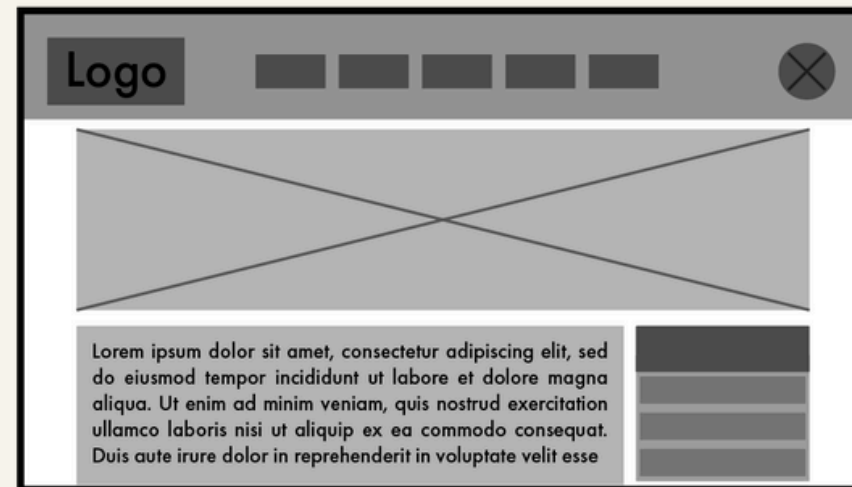 Logo
Lorem ipsum dolor sit amet, consectetur adipiscing elit, sed
do eiusmod tempor incididunt ut labore et dolore magna
aliqua. Ut enim ad minim veniam, quis nostrud exercitation
ullamco laboris nisi ut aliquip ex ea commodo consequat.
Duis aute irure dolor in reprehenderit in voluptate velit esse